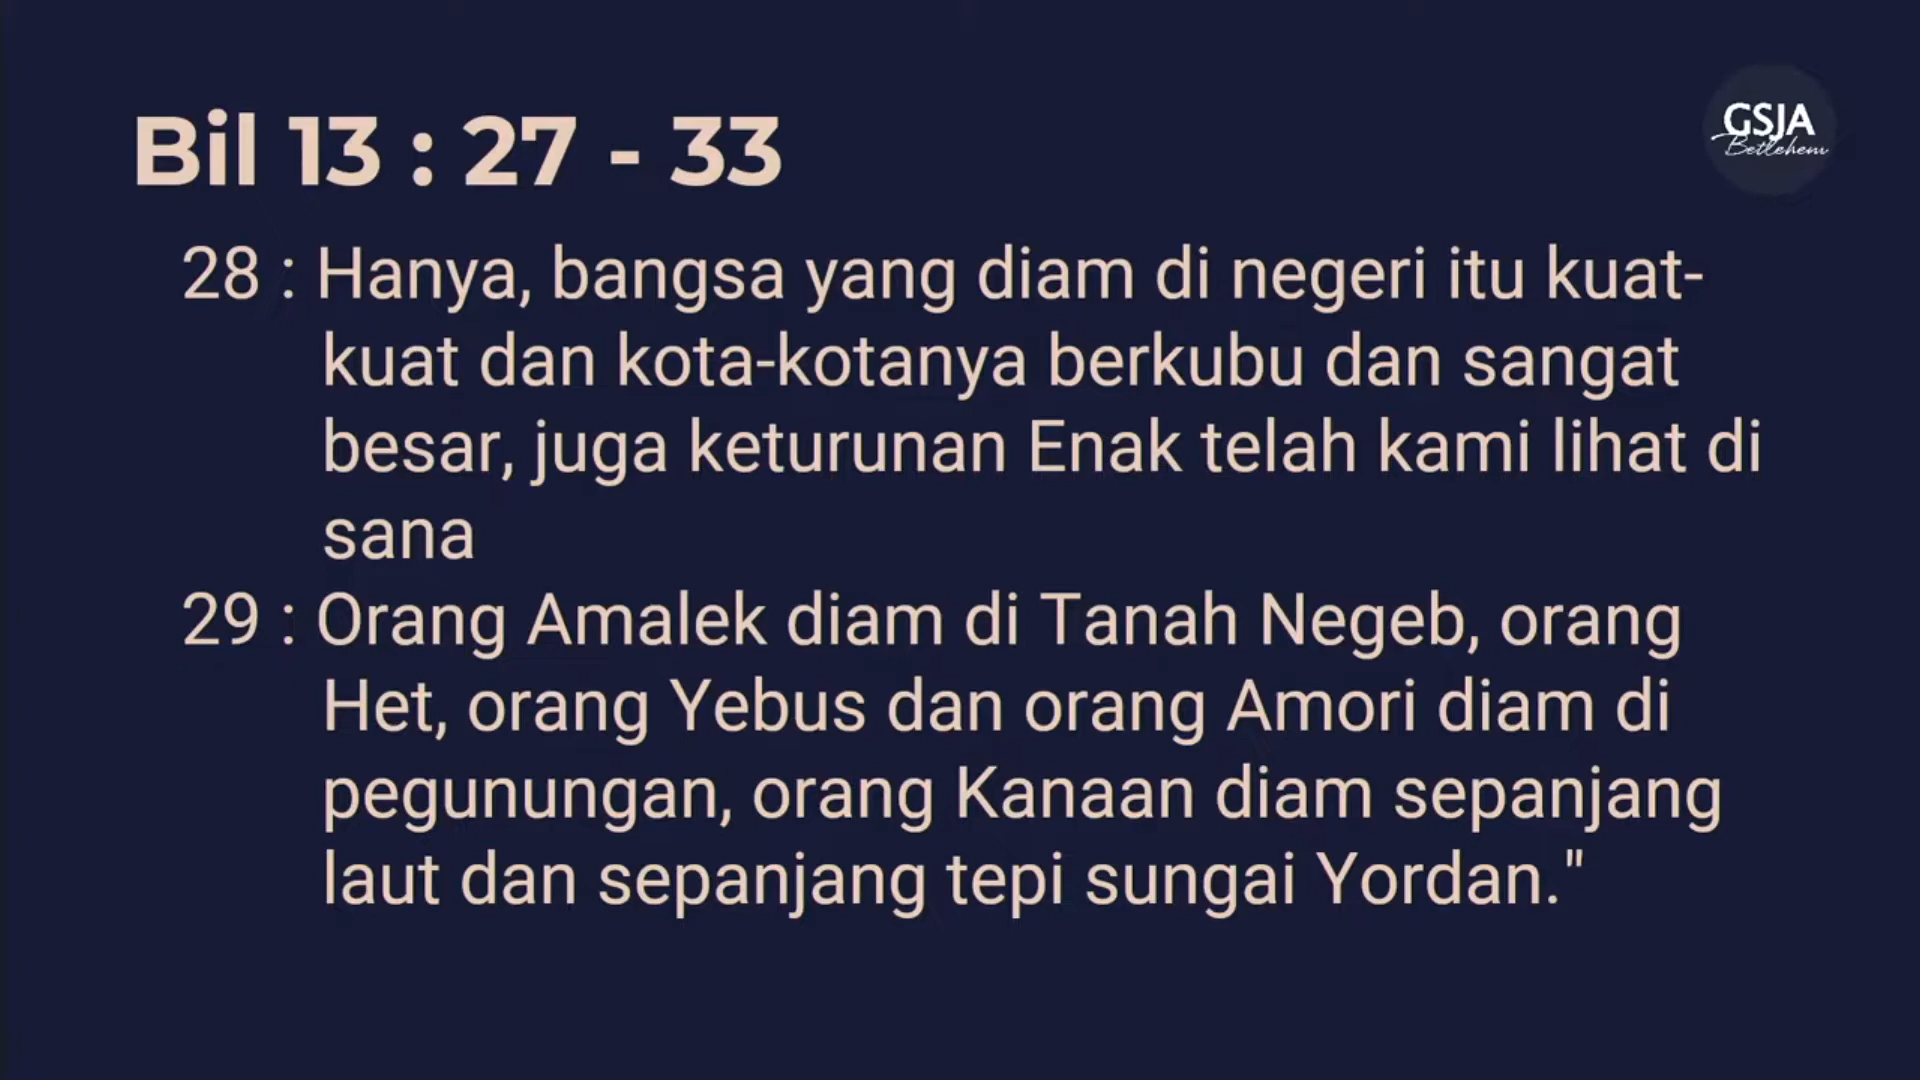 Bil 13 : 27 - 33
GSJA
Betlehem
28 : Hanya, bangsa yang diam di negeri itu kuat-
kuat dan kota-kotanya berkubu dan sangat
besar, juga keturunan Enak telah kami lihat di
sana
29 : Orang Amalek diam di Tanah Negeb, orang
Het, orang Yebus dan orang Amori diam di
pegunungan, orang Kanaan diam sepanjang
laut dan sepanjang tepi sungai Yordan."